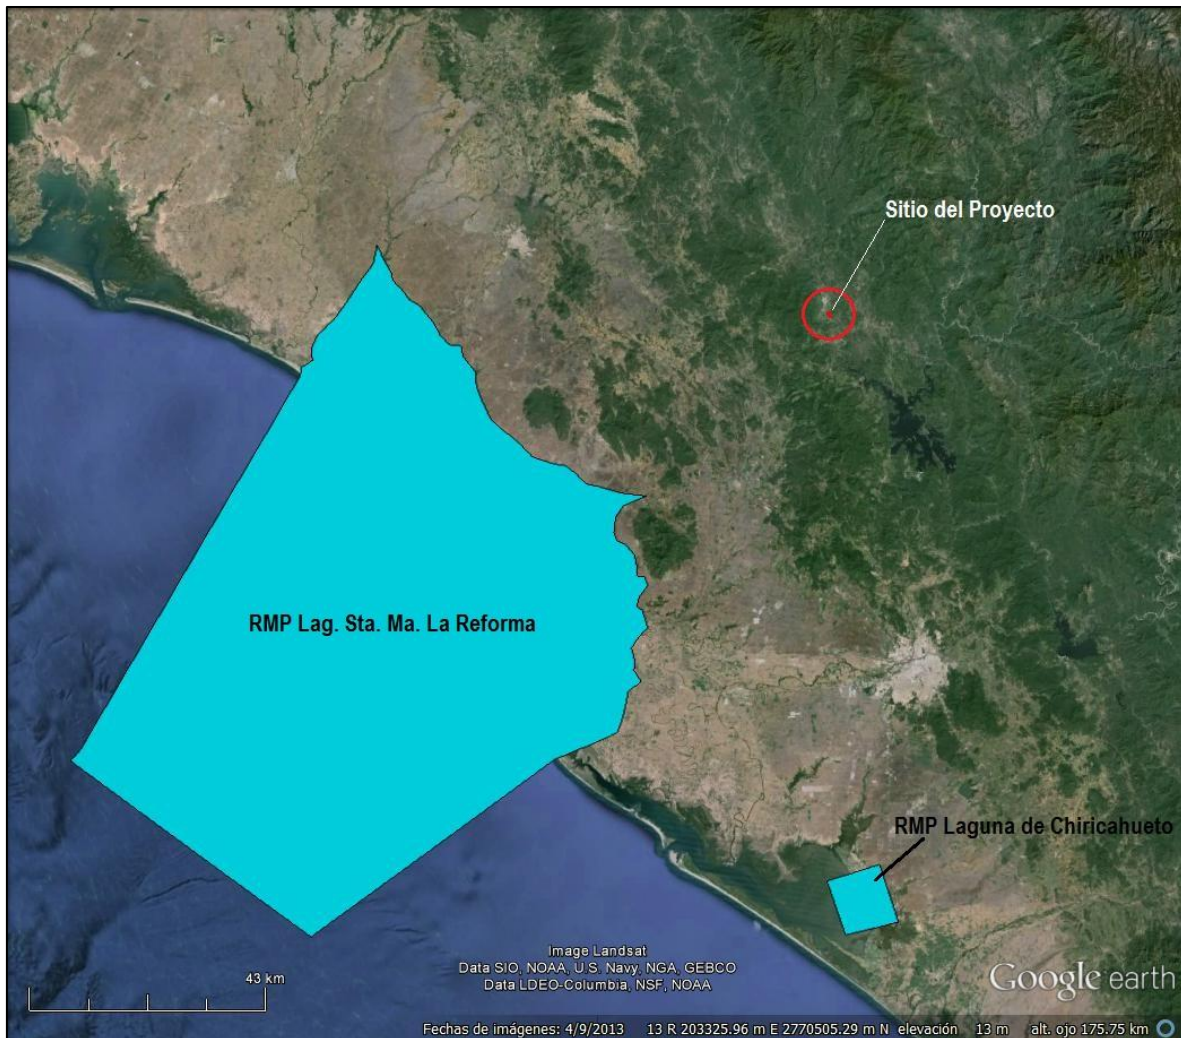 Sitio del Proyecto
RMP Lag. Sta. Ma. La Reforma
RMP Laguna de Chiricahueto
Image Landsat
Data SIO, NOAA, U.S. Navy, NGA, GEBCO
Data LDEO-Columbia, NSF, NOAA
43 km
Google earth
Fechas de imágenes: 4/9/2013 13 R 203325.96 m E 2770505.29 m N elevación 13 m alt. ojo 175.75 km